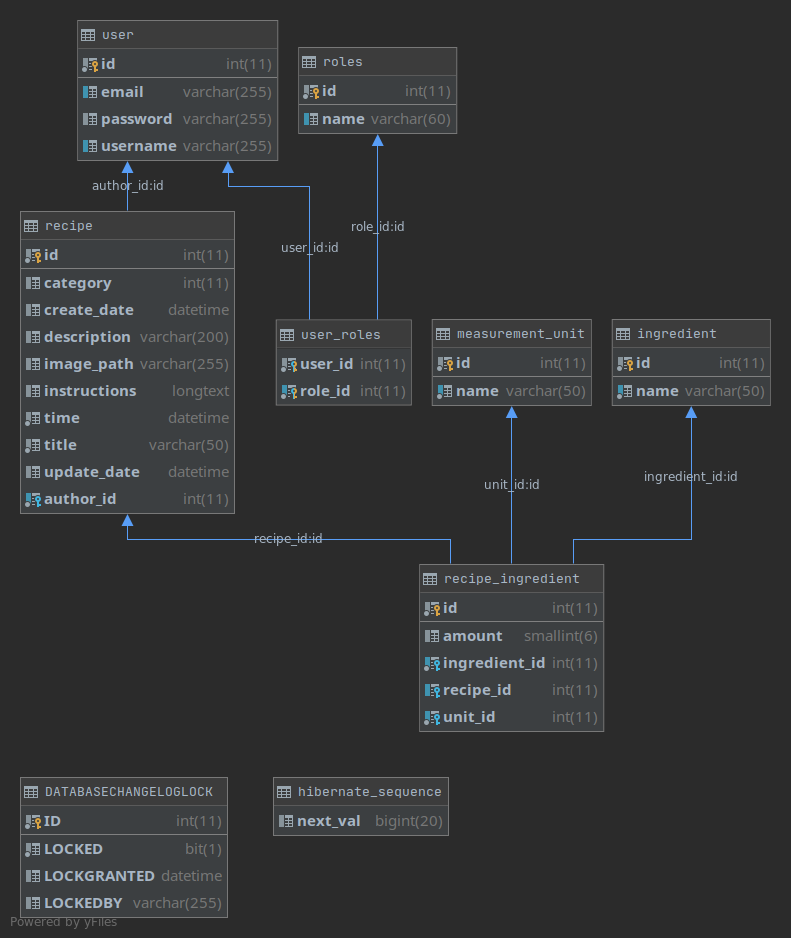 user
id int(11)
email varchar(255)
password varchar(255)
username varchar(255)
roles
id int(11)
name varchar(60)
author_id:id
user_id:id
role_id:id
recipe
id int(11)
category int(11)
create_date datetime
description varchar(200)
image_path varchar(255)
instructions longtext
time datetime
title varchar(50)
update_date datetime
author_id int(11)
user_roles
user_id int(11)
role_id int(11)
measurement_unit
id int(11)
name varchar(50)
ingredient
id int(11)
name varchar(50)
unit_id:id
ingredient_id:id
recipe_id:id
recipe_ingredient
id int(11)
amount smallint(6)
ingredient_id int(11)
recipe_id int(11)
unit_id int(11)
DATABASECHANGELOGLOCK
ID int(11)
LOCKED bit(1)
LOCKGRANTED datetime
LOCKEDBY varchar(255)
hibernate_sequence
next_val bigint(20)
Powered by yFiles